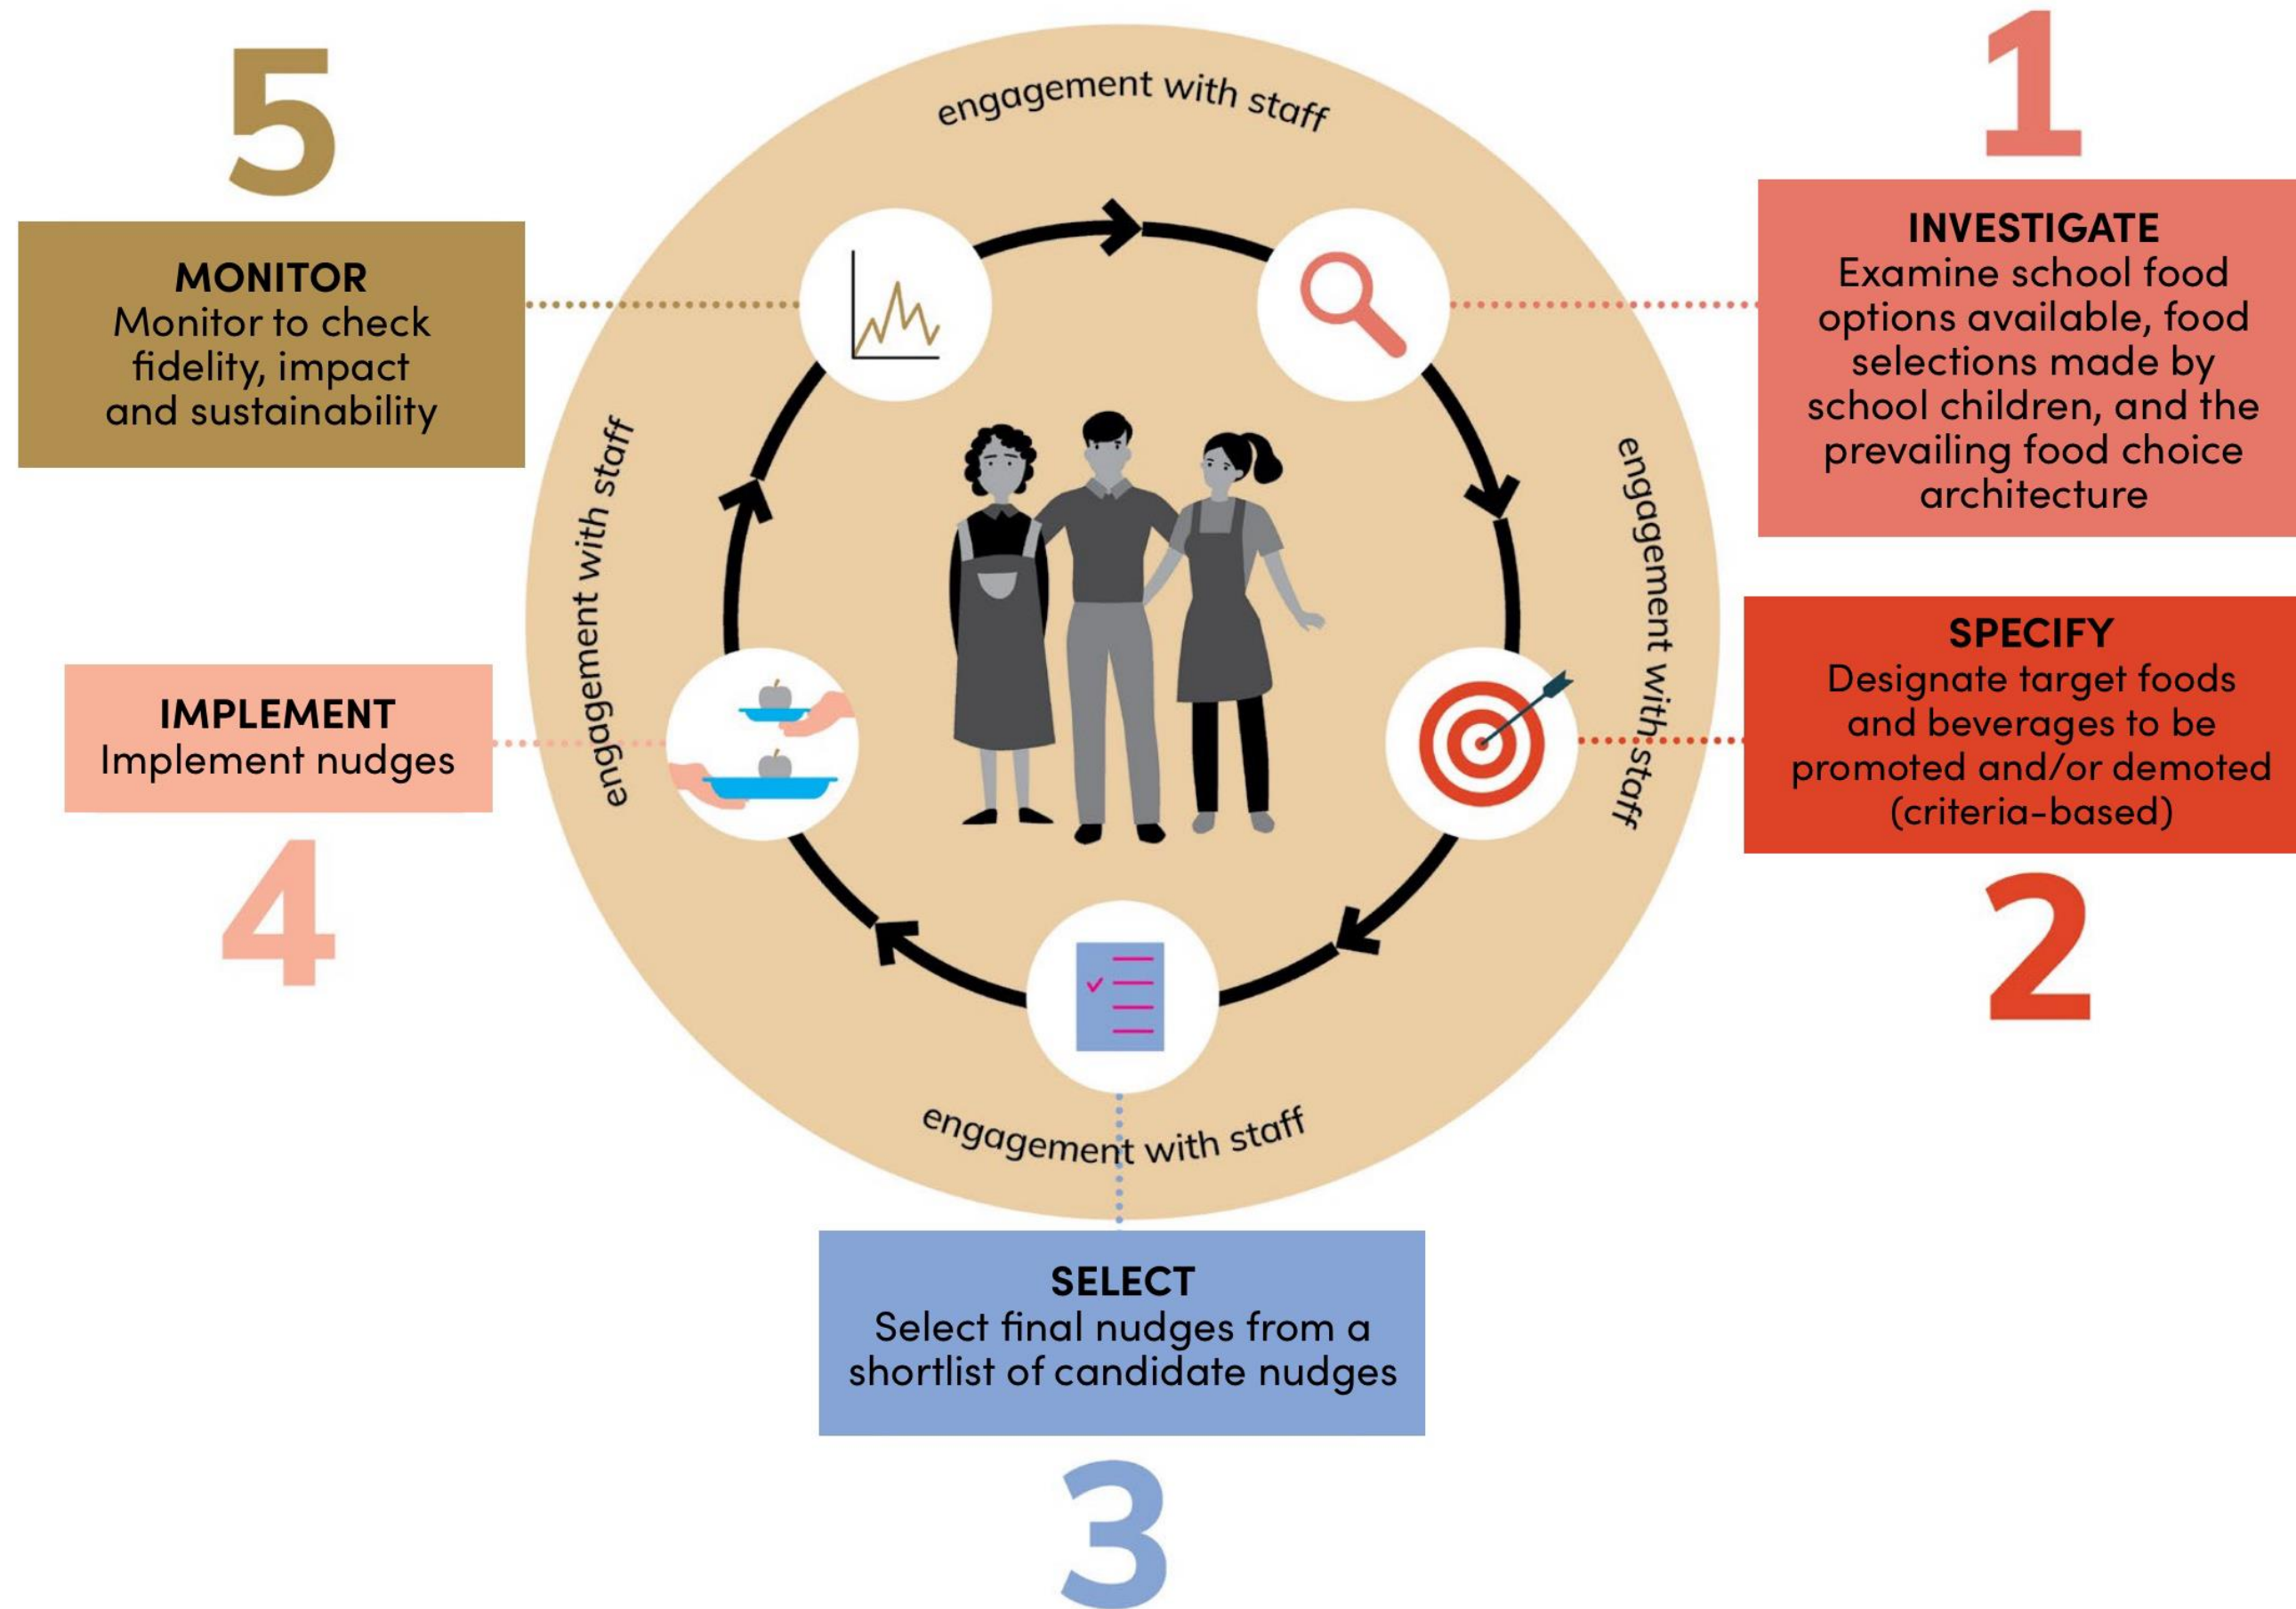 engagement with staff
1
INVESTIGATE
Examine school food
options available, food
selections made by
school children, and the
prevailing food choice
architecture
engagement with staff
SPECIFY
Designate target foods
and beverages to be
promoted and/or demoted
(criteria-based)
2
engagement with staff
SELECT
Select final nudges from a
shortlist of candidate nudges
3
engagement with staff
IMPLEMENT
Implement nudges
4
5
MONITOR
Monitor to check
fidelity, impact
and sustainability